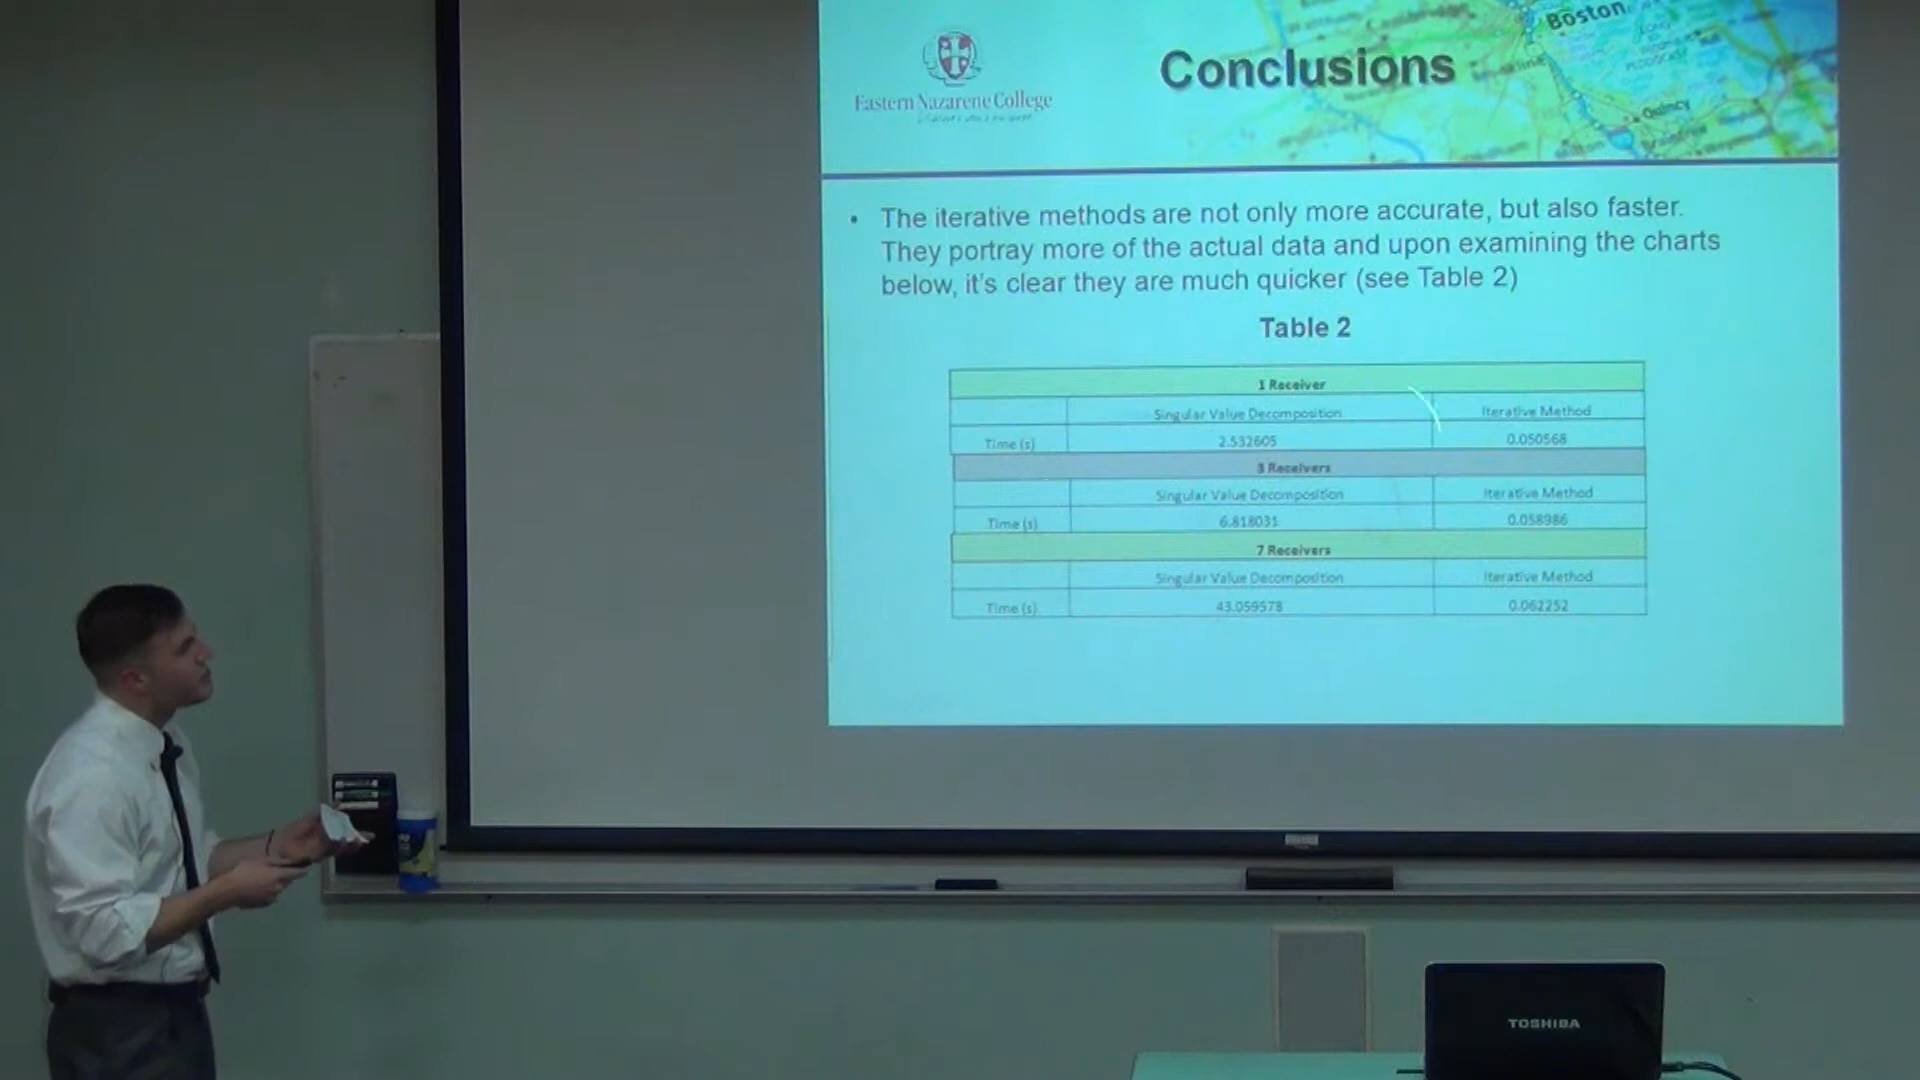 Boston
Eastern Nazarene College
Conclusions
Quincy
• The iterative methods are not only more accurate, but also faster.
They portray more of the actual data and upon examining the charts
below, it's clear they are much quicker (see Table 2)
Table 2
1 Receiver
Singular Value Decomposition Iterative Method
Time (s) 2.532605 0.050568
3 Receivers
Singular Value Decomposition Iterative Method
Time (s) 6.818031 0.058986
7 Receivers
Singular Value Decomposition Iterative Method
Time (s) 43.059578 0.062252
TOSHIBA